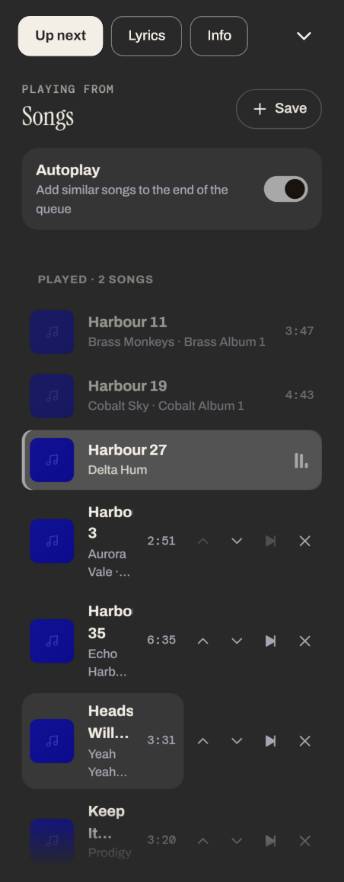 Up next Lyrics Info
PLAYING FROM
Songs
+ Save
Autoplay
Add similar songs to the end of the
queue
PLAYED · 2 SONGS
Harbour 11
Brass Monkeys · Brass Album 1
3:47
Harbour 19
Cobalt Sky · Cobalt Album 1
4:43
Harbour 27
Delta Hum
Harbo
3
Aurora
Vale ·...
2:51
Harbo
35
Echo
Harb...
6:35
Heads
Will...
Yeah
Yeah...
3:31
Keep
It...
Prodigy
3:20